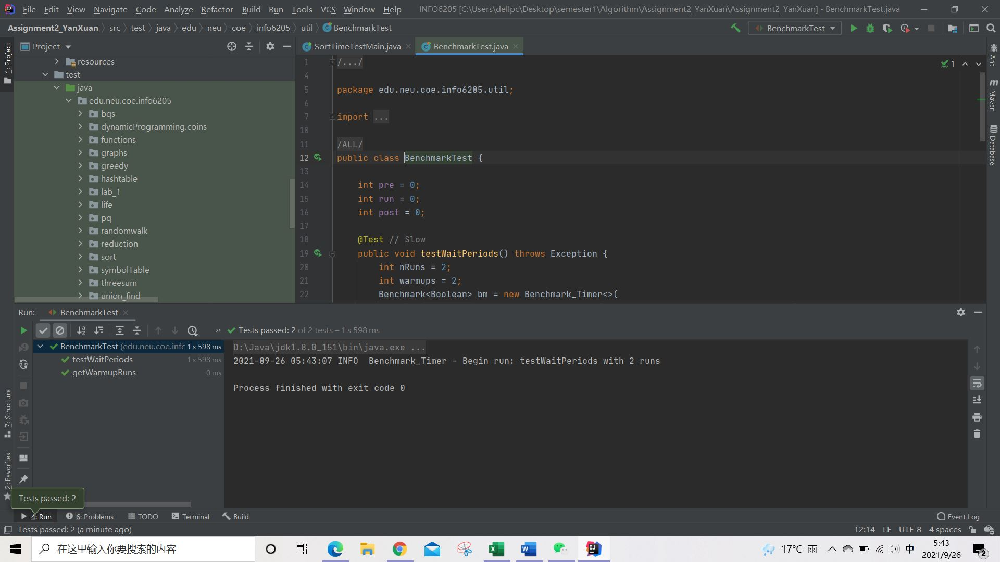 File Edit View Navigate Code Analyze Refactor Build Run Tools VCS Window Help INFO6205 [C:\Users\dellpc\Desktop\semester1\Algorithm\Assignment2_YanXuan\Assignment2_YanXuan] - BenchmarkTest.java
Assignment2_YanXuan src test java edu neu coe info6205 util BenchmarkTest
BenchmarkTest
Project
SortTimeTestMain.java
BenchmarkTest.java
1: Project
resources
test
java
edu.neu.coe.info6205
bqs
dynamicProgramming.coins
functions
graphs
greedy
hashtable
lab_1
life
pq
randomwalk
reduction
sort
symbolTable
threesum
union_find
1 /.../
4
5 package edu.neu.coe.info6205.util;
6
7 import ...
10
11 /ALL/
12 public class BenchmarkTest {
13
14 int pre = 0;
15 int run = 0;
16 int post = 0;
17
18 @Test // Slow
19 public void testWaitPeriods() throws Exception {
20 int nRuns = 2;
21 int warmups = 2;
22 Benchmark<Boolean> bm = new Benchmark_Timer<>(
1
Ant
Maven
Database
Run: BenchmarkTest
Tests passed: 2 of 2 tests – 1 s 598 ms
BenchmarkTest (edu.neu.coe.infc 1 s 598 ms
testWaitPeriods 1 s 598 ms
getWarmupRuns 0 ms
D:\Java\jdk1.8.0_151\bin\java.exe ...
2021-09-26 05:43:07 INFO Benchmark_Timer - Begin run: testWaitPeriods with 2 runs
Process finished with exit code 0
7: Structure
2: Favorites
Tests passed: 2
4: Run 6: Problems TODO Terminal Build Event Log
Tests passed: 2 (a minute ago) 12:14 LF UTF-8 4 spaces
在这里输入你要搜索的内容
17°C 雨
中
5:43
2021/9/26
2